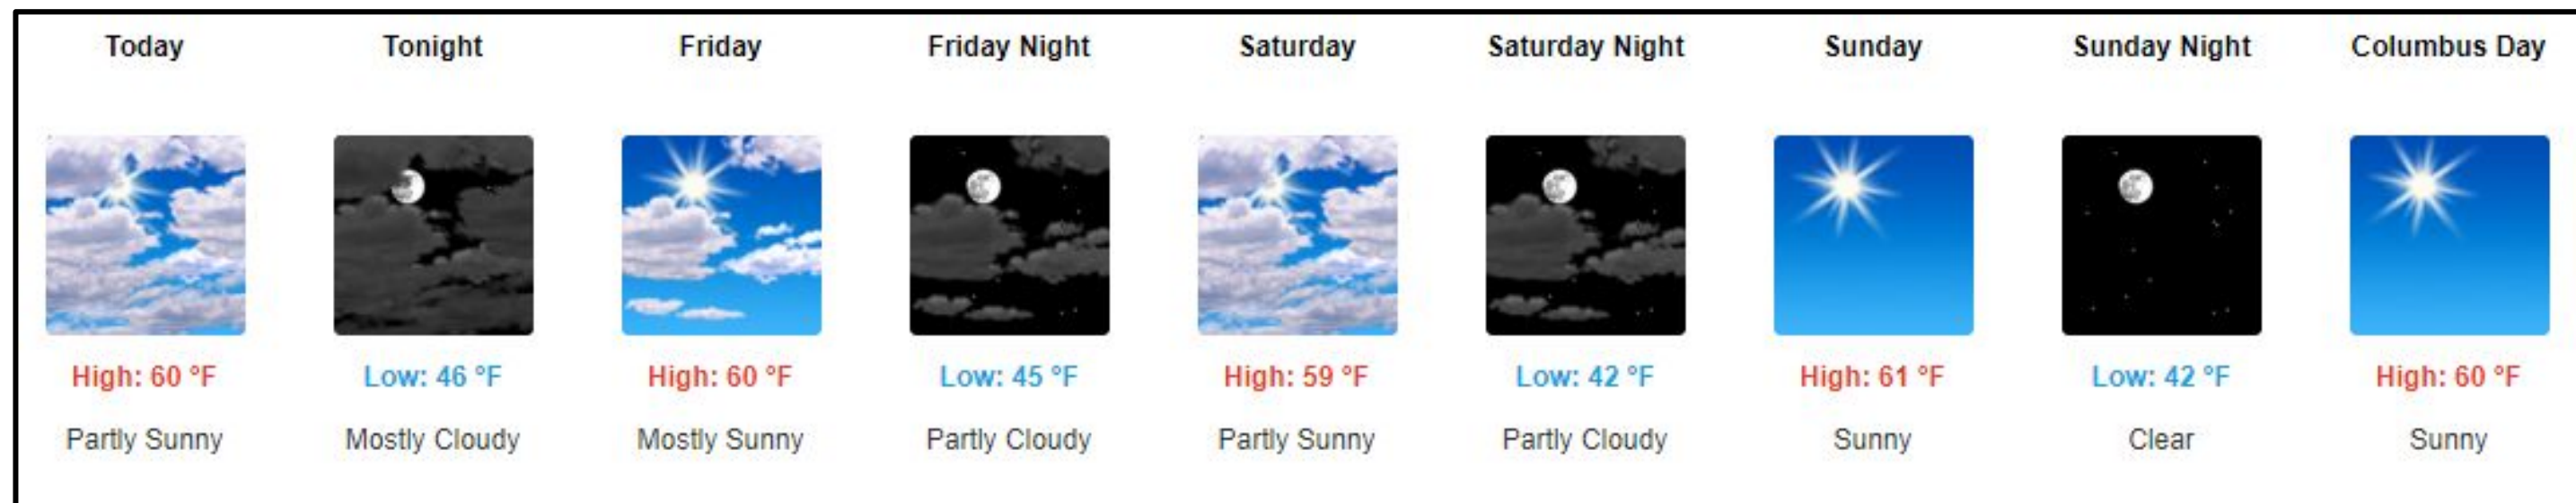 Today Tonight Friday Friday Night Saturday Saturday Night Sunday Sunday Night Columbus Day
High: 60 °F Low: 46 °F High: 60 °F Low: 45 °F High: 59 °F Low: 42 °F High: 61 °F Low: 42 °F High: 60 °F
Partly Sunny Mostly Cloudy Mostly Sunny Partly Cloudy Partly Sunny Partly Cloudy Sunny Clear Sunny